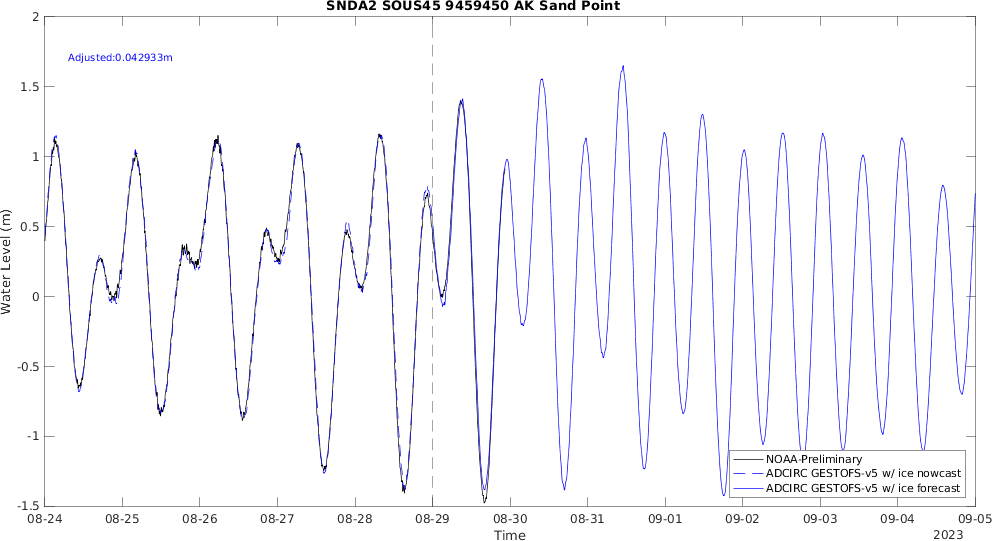 SNDA2 SOUS45 9459450 AK Sand Point
Adjusted:0.042933m
Water Level (m)
2
1.5
1
0.5
0
-0.5
-1
-1.5
NOAA-Preliminary
ADCIRC GESTOFS-v5 w/ ice nowcast
ADCIRC GESTOFS-v5 w/ ice forecast
08-24 08-25 08-26 08-27 08-28 08-29 08-30 08-31 09-01 09-02 09-03 09-04 09-05
Time
2023